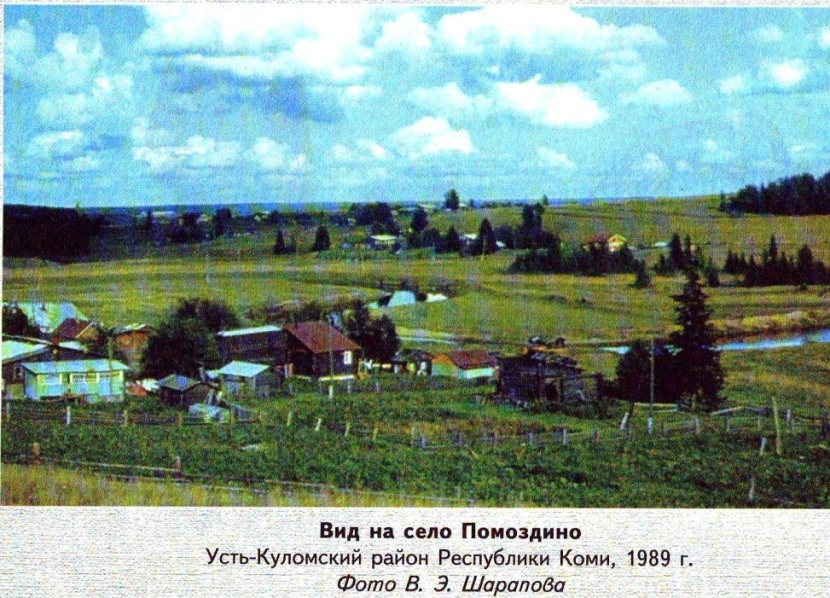 Вид на село Помоздино
Усть-Куломский район Республики Коми, 1989 г.
Фото В. Э. Шарапова